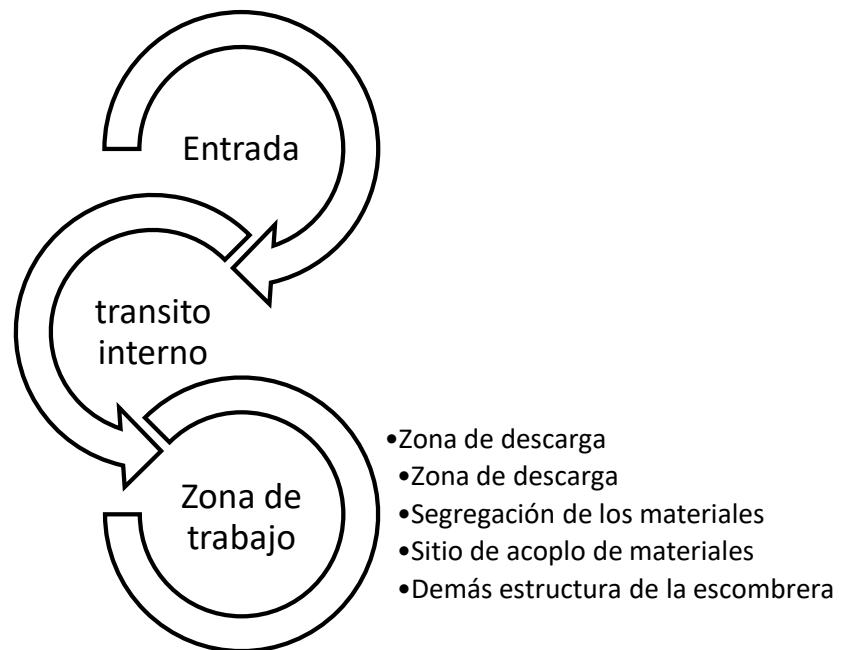 Entrada
transito
interno
Zona de
trabajo
•Zona de descarga
•Zona de descarga
•Segregación de los materiales
•Sitio de acoplo de materiales
•Demás estructura de la escombrera